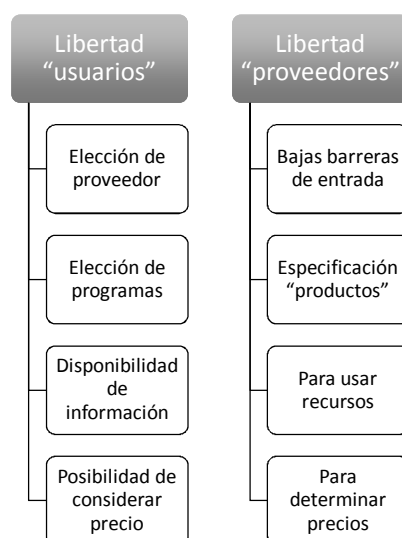 Libertad
“usuarios”
Elección de
proveedor
Elección de
programas
Disponibilidad
de
información
Posibilidad de
considerar
precio
Libertad
“proveedores”
Bajas barreras
de entrada
Especificación
“productos”
Para usar
recursos
Para
determinar
precios